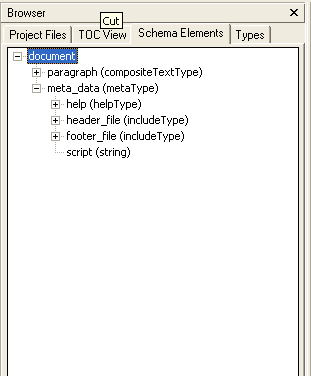 Browser
Cut
Project Files TOC View Schema Elements Types
document
paragraph (compositeTextType)
meta_data (metaType)
help (helpType)
header_file (includeType)
footer_file (includeType)
script (string)